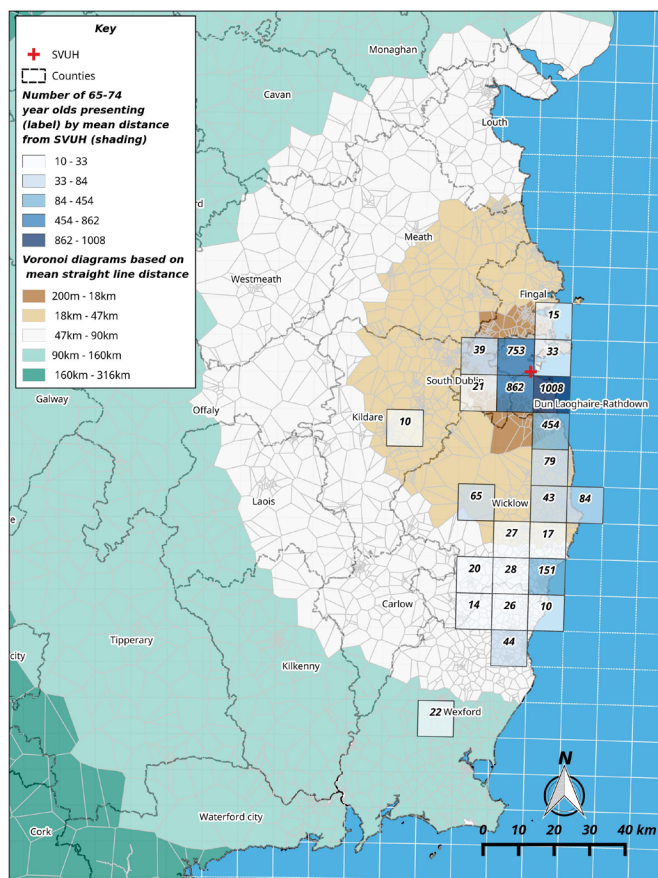 Key
SVUH
Counties
Number of 65-74
year olds presenting
(label) by mean distance
from SVUH (shading)
10 - 33
33 - 84
84 - 454
454 - 862
862 - 1008
Voronoi diagrams based on
mean straight line distance
200m - 18km
18km - 47km
47km - 90km
90km - 160km
160km - 316km
Monaghan
Cavan
Louth
rd
Meath
Westmeath
Fingal
15
39
753
33
South Dublin
21
862
1008
Galway
Offaly
Dun Laoghaire-Rathdown
Kildare
10
454
79
Laois
65
Wicklow
43
84
e
27
17
20
28
151
Carlow
14
26
10
Tipperary
44
city
Kilkenny
22
Wexford
N
Waterford city
Cork
0 10 20 30 40 km